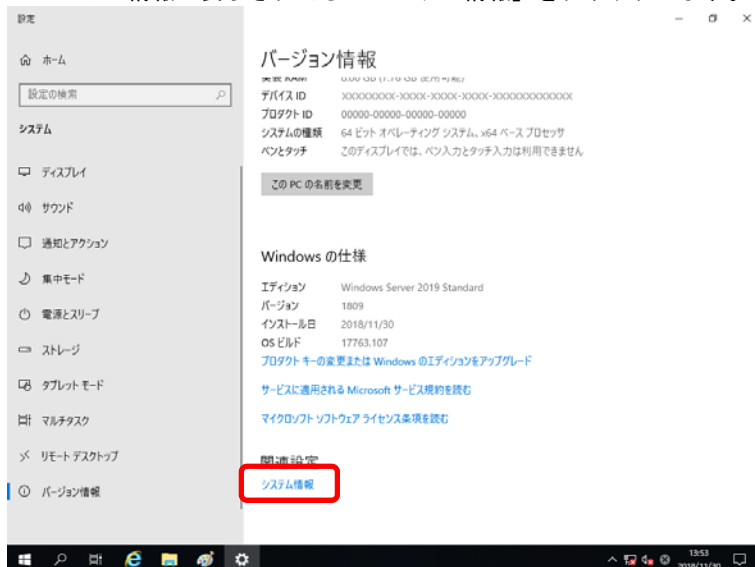 設定
ホーム
設定の検索
システム
ディスプレイ
サウンド
通知とアクション
集中モード
電源とスリープ
ストレージ
タブレット モード
マルチタスク
リモート デスクトップ
バージョン情報
バージョン情報
デバイス ID XXXXXXXX-XXXX-XXXX-XXXX-XXXXXXXXXXXX
プロダクト ID 00000-00000-00000-00000
システムの種類 64 ビット オペレーティング システム、x64 ベース プロセッサ
ペンとタッチ このディスプレイでは、ペン入力とタッチ入力は利用できません
この PC の名前を変更
Windows の仕様
エディション Windows Server 2019 Standard
バージョン 1809
インストール日 2018/11/30
OS ビルド 17763.107
プロダクト キーの変更または Windows のエディションをアップグレード
サービスに適用される Microsoft サービス規約を読む
マイクロソフト ソフトウェア ライセンス条項を読む
関連設定
システム情報
13:53
2018/11/30